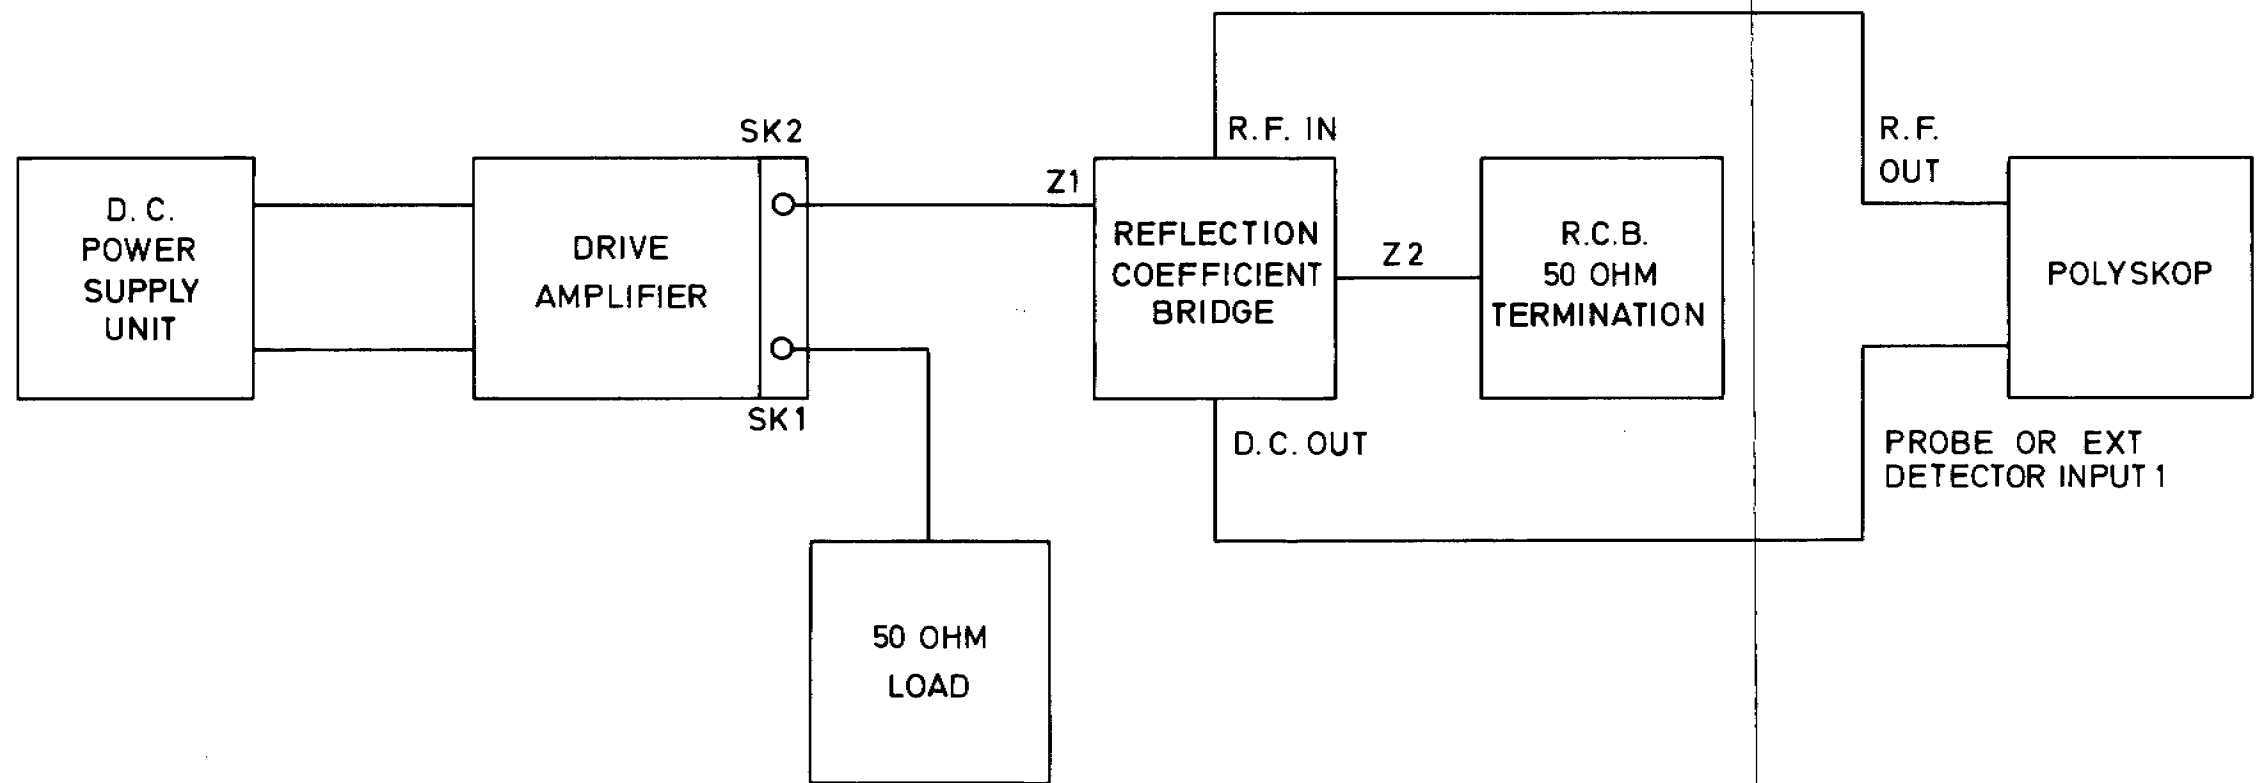 D.C.
POWER
SUPPLY
UNIT
DRIVE
AMPLIFIER
SK2
SK1
50 OHM
LOAD
Z1
R.F. IN
REFLECTION
COEFFICIENT
BRIDGE
D.C. OUT
Z2
R.C.B.
50 OHM
TERMINATION
R.F.
OUT
POLYSKOP
PROBE OR EXT
DETECTOR INPUT 1